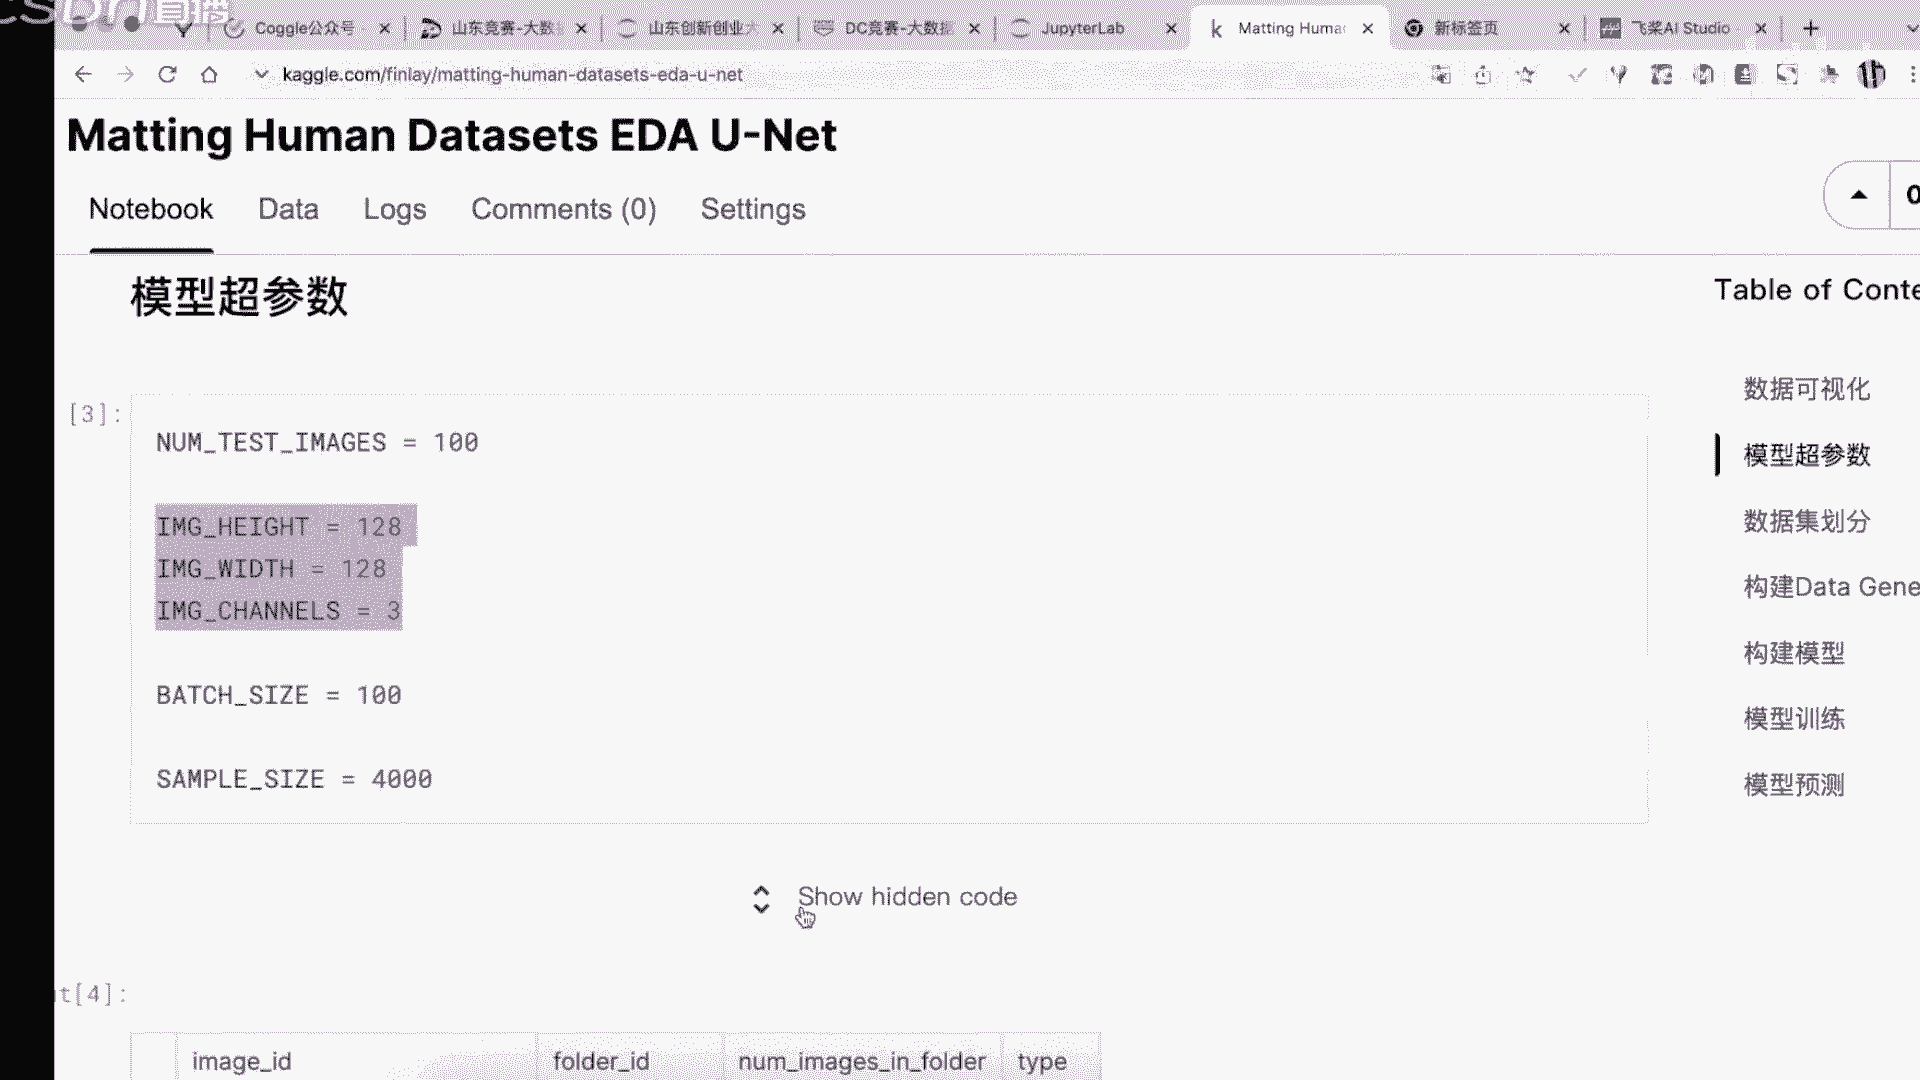 直播
Coggle公众号
山东竞赛-大数据
山东创新创业大
DC竞赛-大数据
JupyterLab
Matting Human
新标签页
飞桨AI Studio
kaggle.com/finlay/matting-human-datasets-eda-u-net
Matting Human Datasets EDA U-Net
Notebook Data Logs Comments (0) Settings
0
模型超参数
[3]:
NUM_TEST_IMAGES = 100
IMG_HEIGHT = 128
IMG_WIDTH = 128
IMG_CHANNELS = 3
BATCH_SIZE = 100
SAMPLE_SIZE = 4000
Show hidden code
t[4]:
image_id folder_id num_images_in_folder type
Table of Conte
数据可视化
模型超参数
数据集划分
构建Data Gene
构建模型
模型训练
模型预测